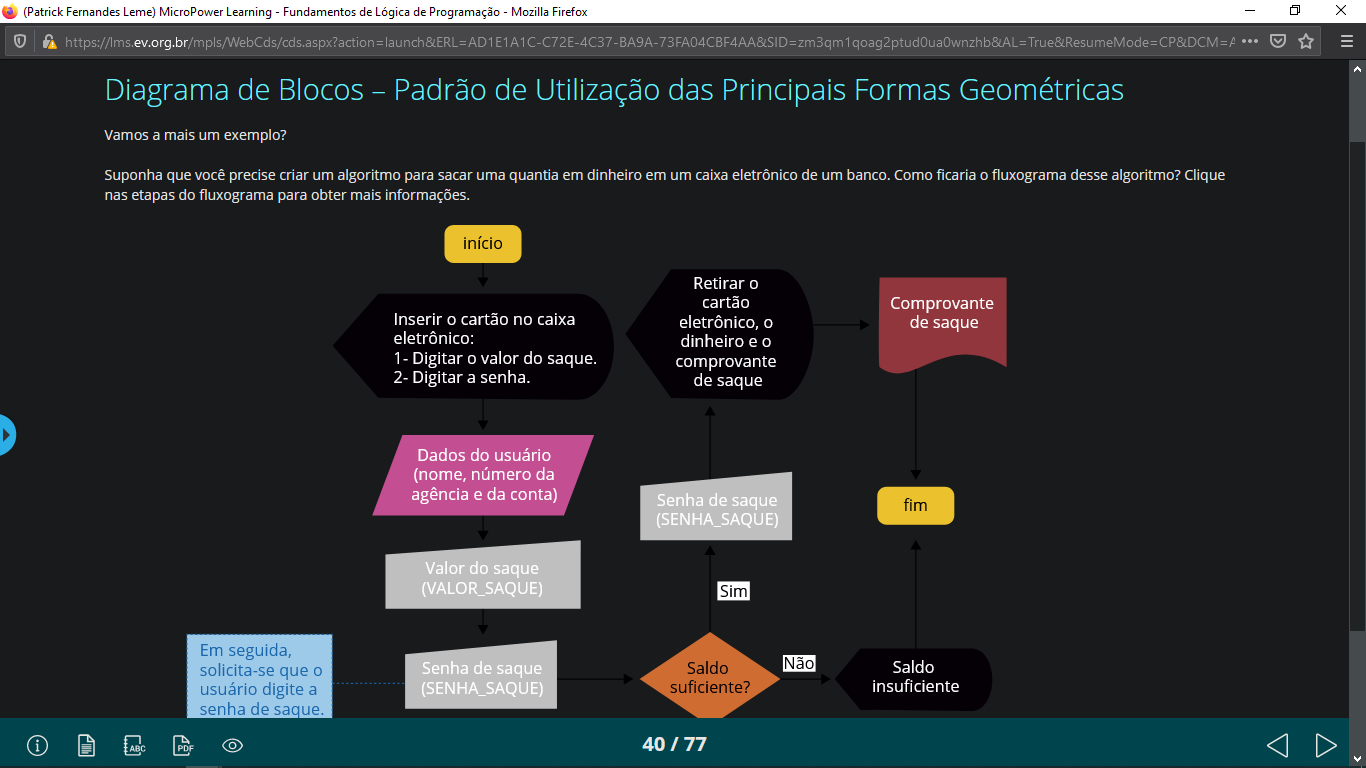 (Patrick Fernandes Leme) MicroPower Learning - Fundamentos de Lógica de Programação - Mozilla Firefox
https://lms.ev.org.br/mpls/WebCds/cds.aspx?action=launch&ERL=AD1E1A1C-C72E-4C37-BA9A-73FA04CBF4AA&SID=zm3qm1qoag2ptud0ua0wnzhb&AL=True&ResumeMode=CP&DCM=A
Diagrama de Blocos – Padrão de Utilização das Principais Formas Geométricas
Vamos a mais um exemplo?
Suponha que você precise criar um algoritmo para sacar uma quantia em dinheiro em um caixa eletrônico de um banco. Como ficaria o fluxograma desse algoritmo? Clique
nas etapas do fluxograma para obter mais informações.
início
Inserir o cartão no caixa
eletrônico:
1- Digitar o valor do saque.
2- Digitar a senha.
Dados do usuário
(nome, número da
agência e da conta)
Valor do saque
(VALOR_SAQUE)
Em seguida,
solicita-se que o
usuário digite a
senha de saque.
Senha de saque
(SENHA_SAQUE)
Saldo
suficiente?
Sim
Senha de saque
(SENHA_SAQUE)
Retirar o
cartão
eletrônico, o
dinheiro e o
comprovante
de saque
Comprovante
de saque
Não
Saldo
insuficiente
fim
ABC
PDF
40 / 77